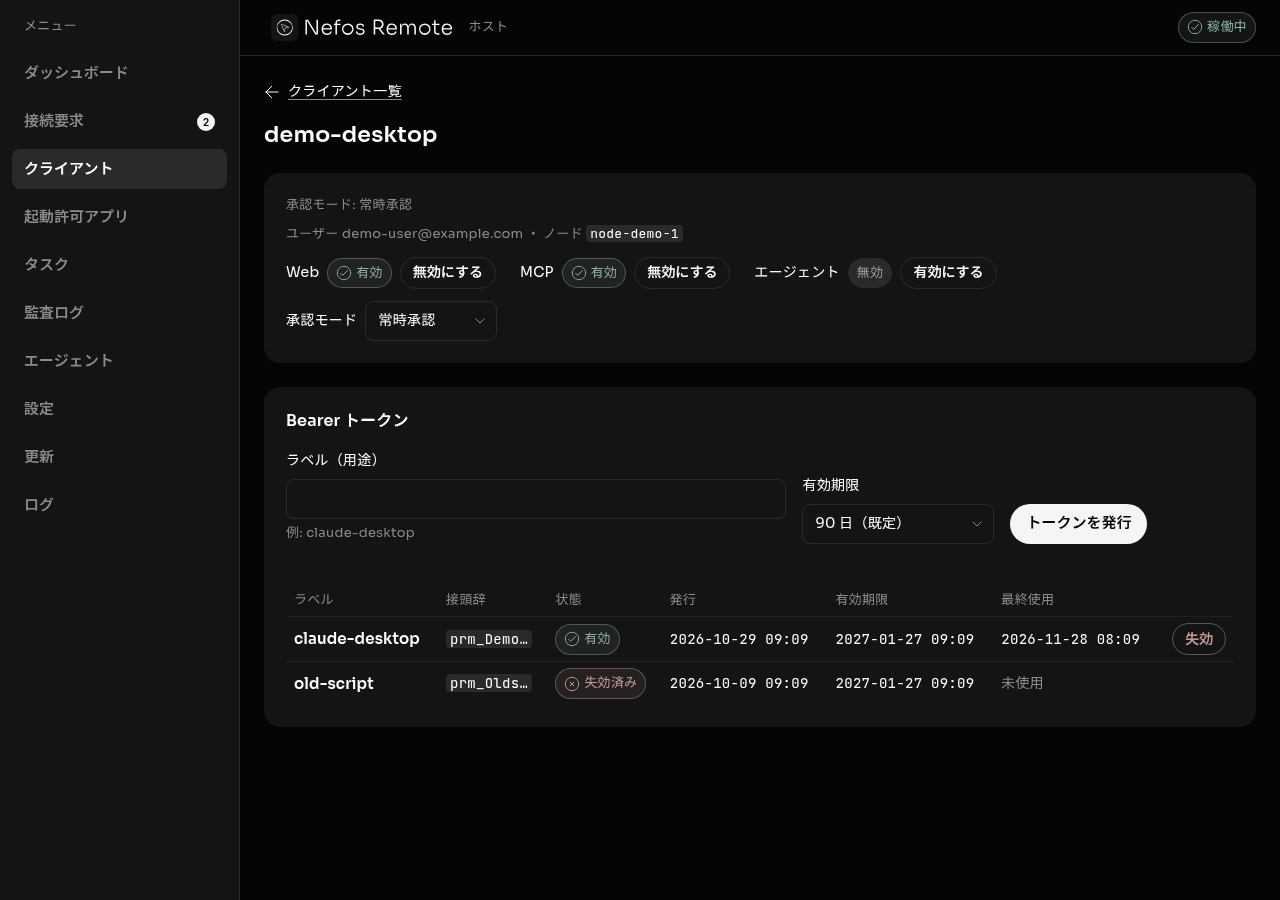 メニュー
ダッシュボード
接続要求 2
クライアント
起動許可アプリ
タスク
監査ログ
エージェント
設定
更新
ログ
Nefos Remote ホスト 稼働中
クライアント一覧
demo-desktop
承認モード: 常時承認
ユーザー demo-user@example.com ・ ノード node-demo-1
Web 有効 無効にする MCP 有効 無効にする エージェント 無効 有効にする
承認モード 常時承認
Bearer トークン
ラベル（用途）
有効期限
90 日（既定） トークンを発行
例: claude-desktop
ラベル 接頭辞 状態 発行 有効期限 最終使用
claude-desktop prm_Demo… 有効 2026-10-29 09:09 2027-01-27 09:09 2026-11-28 08:09 失効
old-script prm_Olds… 失効済み 2026-10-09 09:09 2027-01-27 09:09 未使用